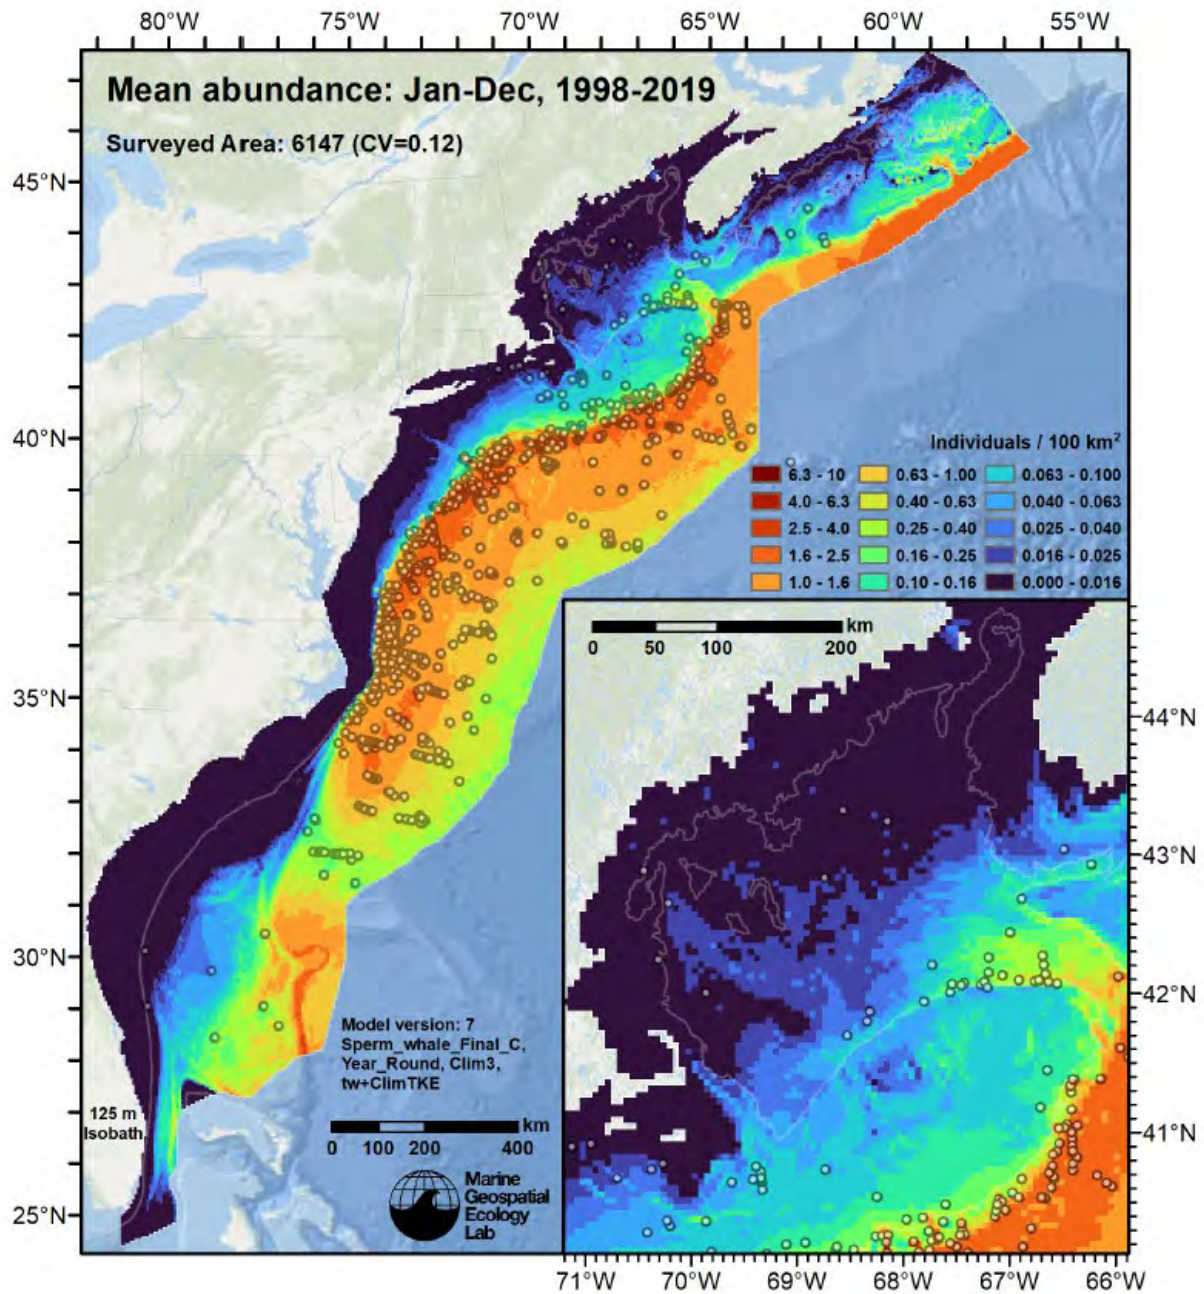 80°W 75°W 70°W 65°W 60°W 55°W
Mean abundance: Jan-Dec, 1998-2019
Surveyed Area: 6147 (CV=0.12)
45°N
40°N
35°N
30°N
25°N
Individuals / 100 km²
6.3 - 10 0.63 - 1.00 0.063 - 0.100
4.0 - 6.3 0.40 - 0.63 0.040 - 0.063
2.5 - 4.0 0.25 - 0.40 0.025 - 0.040
1.6 - 2.5 0.16 - 0.25 0.016 - 0.025
1.0 - 1.6 0.10 - 0.16 0.000 - 0.016
km
0 50 100 200
44°N
43°N
42°N
41°N
Model version: 7
Sperm_whale_Final_C,
Year_Round, Clim3,
tw+ClimTKE
125 m
Isobath
km
0 100 200 400
Marine
Geospatial
Ecology
Lab
71°W 70°W 69°W 68°W 67°W 66°W